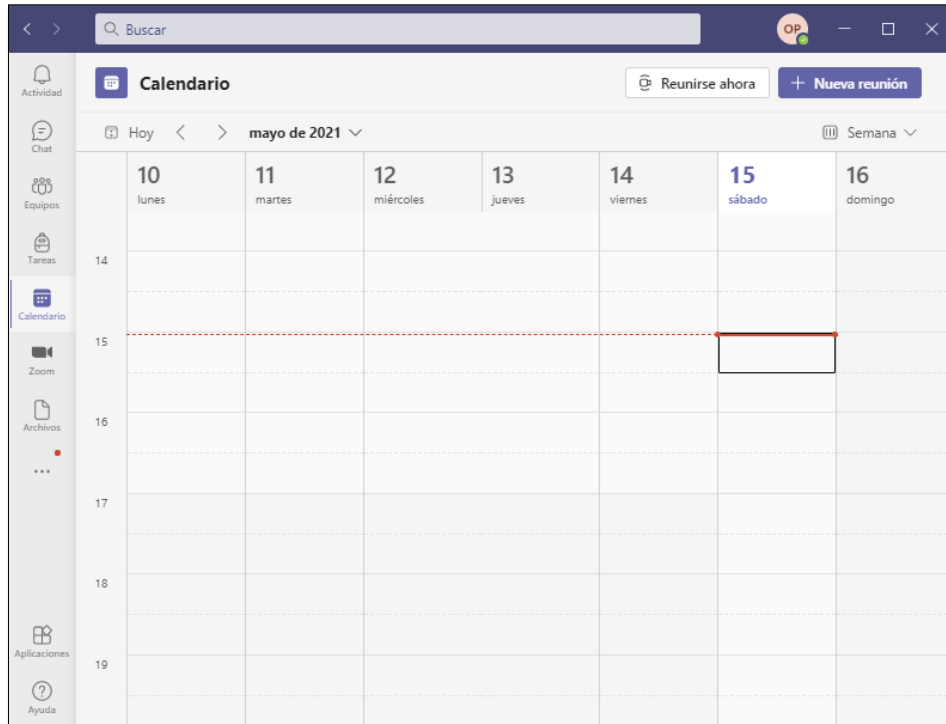 Buscar
OP
Actividad
Chat
Equipos
Tareas
Calendario
Zoom
Archivos
Aplicaciones
Ayuda
Calendario
Reunirse ahora
Nueva reunión
Hoy
mayo de 2021
Semana
10 11 12 13 14 15 16
lunes martes miércoles jueves viernes sábado domingo
14
15
16
17
18
19